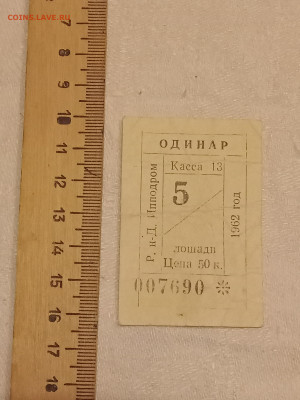 COINS.LAVE.RU
ОДИНАР
Касса 13
Р. н-Д. Ипподром
5
1962 год
лошади
Цена 50 к.
007690 *
7
8
9
10
11
12
13
14
15
16
17
18